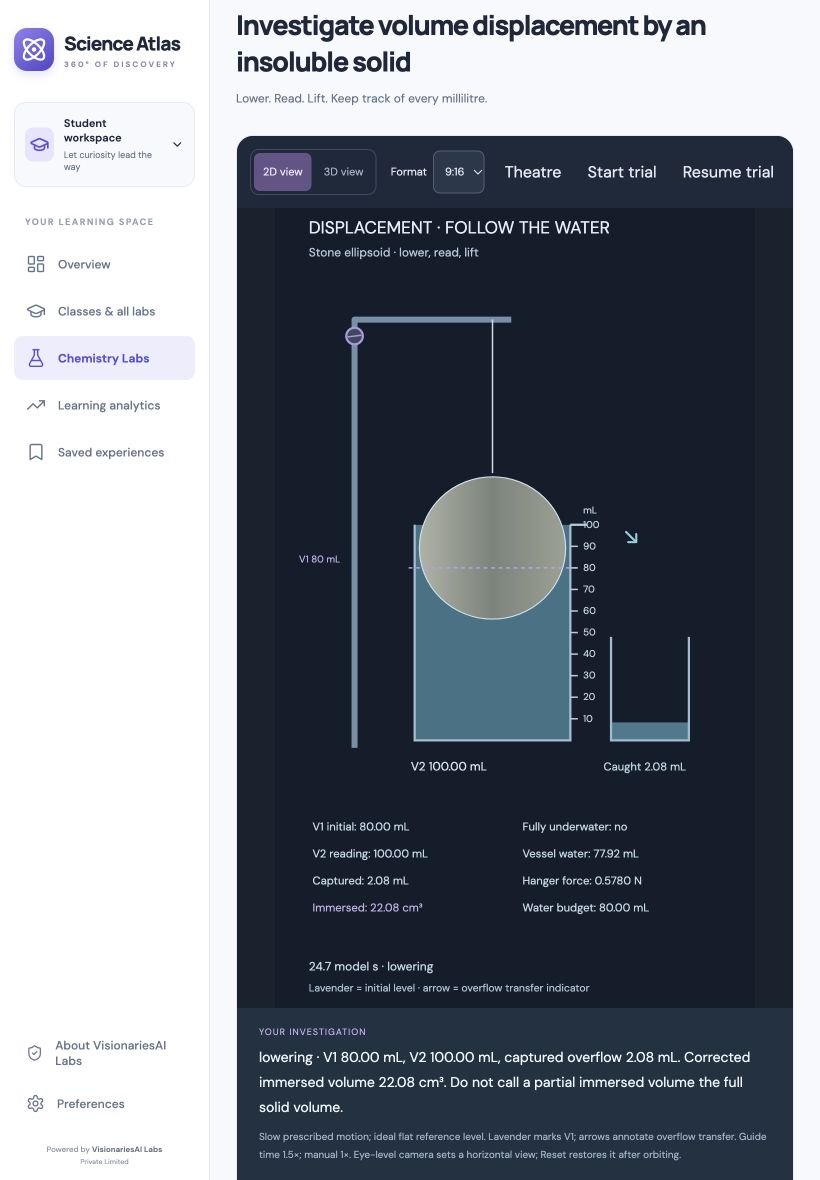 Science Atlas
360° OF DISCOVERY
Student
workspace
Let curiosity lead the
way
YOUR LEARNING SPACE
Overview
Classes & all labs
Chemistry Labs
Learning analytics
Saved experiences
About VisionariesAI
Labs
Preferences
Powered by VisionariesAI Labs
Private Limited
Investigate volume displacement by an
insoluble solid
Lower. Read. Lift. Keep track of every millilitre.
2D view 3D view Format 9:16 Theatre Start trial Resume trial
DISPLACEMENT · FOLLOW THE WATER
Stone ellipsoid · lower, read, lift
mL
100
90
V1 80 mL
80
70
60
50
40
30
20
10
V2 100.00 mL Caught 2.08 mL
V1 initial: 80.00 mL Fully underwater: no
V2 reading: 100.00 mL Vessel water: 77.92 mL
Captured: 2.08 mL Hanger force: 0.5780 N
Immersed: 22.08 cm³ Water budget: 80.00 mL
24.7 model s · lowering
Lavender = initial level · arrow = overflow transfer indicator
YOUR INVESTIGATION
lowering · V1 80.00 mL, V2 100.00 mL, captured overflow 2.08 mL. Corrected
immersed volume 22.08 cm³. Do not call a partial immersed volume the full
solid volume.
Slow prescribed motion; ideal flat reference level. Lavender marks V1; arrows annotate overflow transfer. Guide
time 1.5×; manual 1×. Eye-level camera sets a horizontal view; Reset restores it after orbiting.